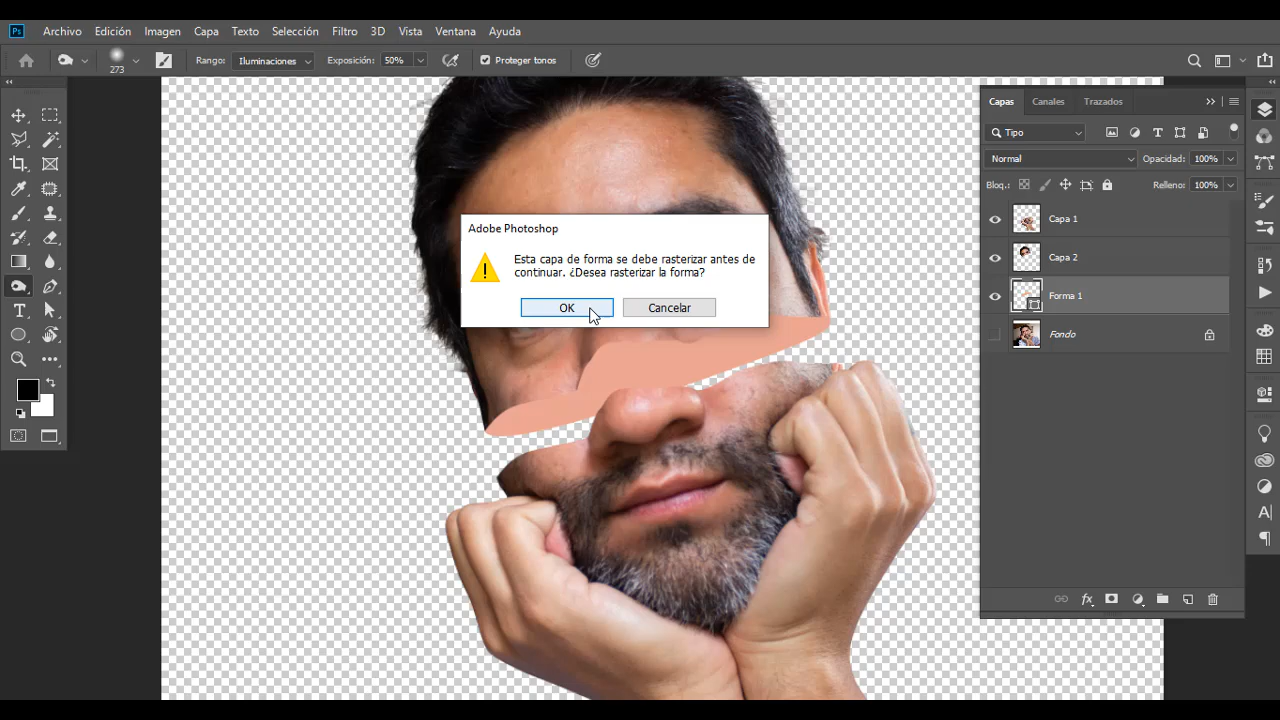 Ps Archivo Edición Imagen Capa Texto Selección Filtro 3D Vista Ventana Ayuda
273 Rango: Iluminaciones Exposición: 50% Proteger tonos
Capas Canales Trazados
Tipo
Normal Opacidad: 100%
Bloq.: Relleno: 100%
Capa 1
Capa 2
Forma 1
Fondo
Adobe Photoshop
Esta capa de forma se debe rasterizar antes de
continuar. ¿Desea rasterizar la forma?
OK Cancelar